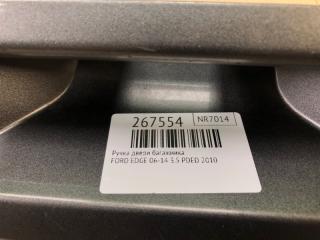 267554 NR7014
Ручка двери багажника
FORD EDGE 06-14 3.5 PDED 2010